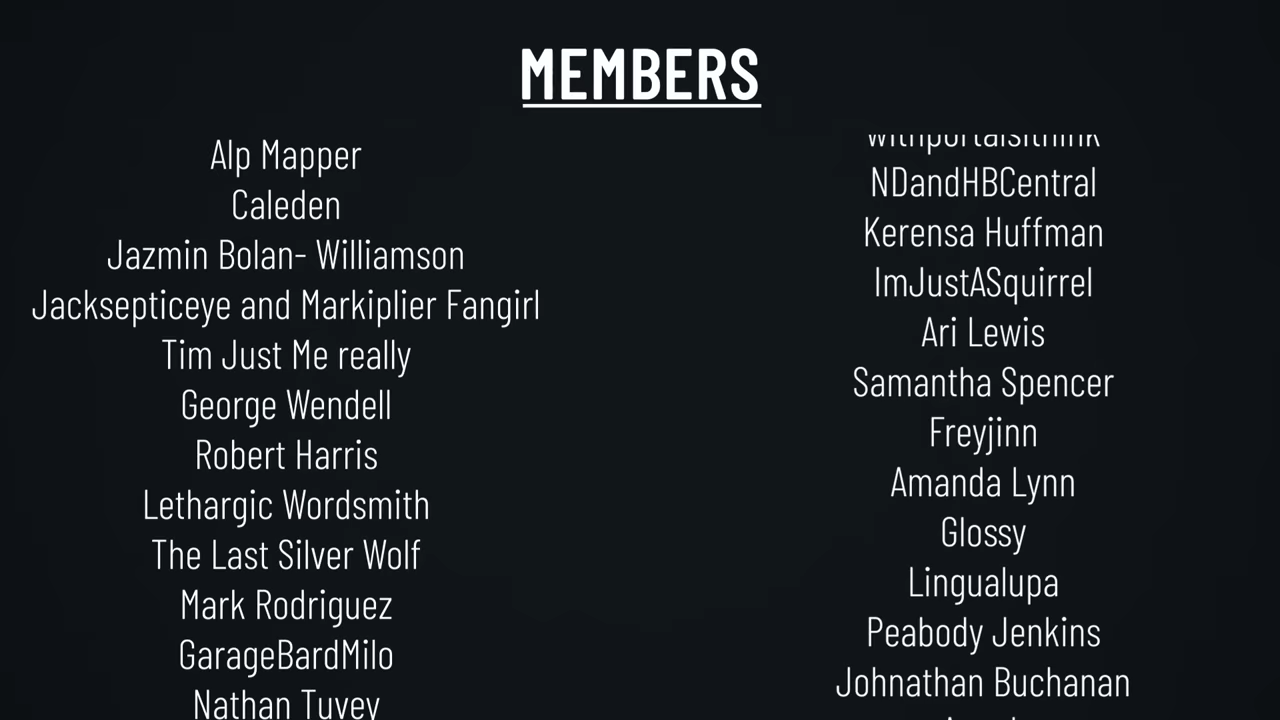 MEMBERS
Alp Mapper
Caleden
Jazmin Bolan- Williamson
Jacksepticeye and Markiplier Fangirl
Tim Just Me really
George Wendell
Robert Harris
Lethargic Wordsmith
The Last Silver Wolf
Mark Rodriguez
GarageBardMilo
Nathan Tuvey
withportalsithink
NDandHBCentral
Kerensa Huffman
ImJustASquirrel
Ari Lewis
Samantha Spencer
Freyjinn
Amanda Lynn
Glossy
Lingualupa
Peabody Jenkins
Johnathan Buchanan